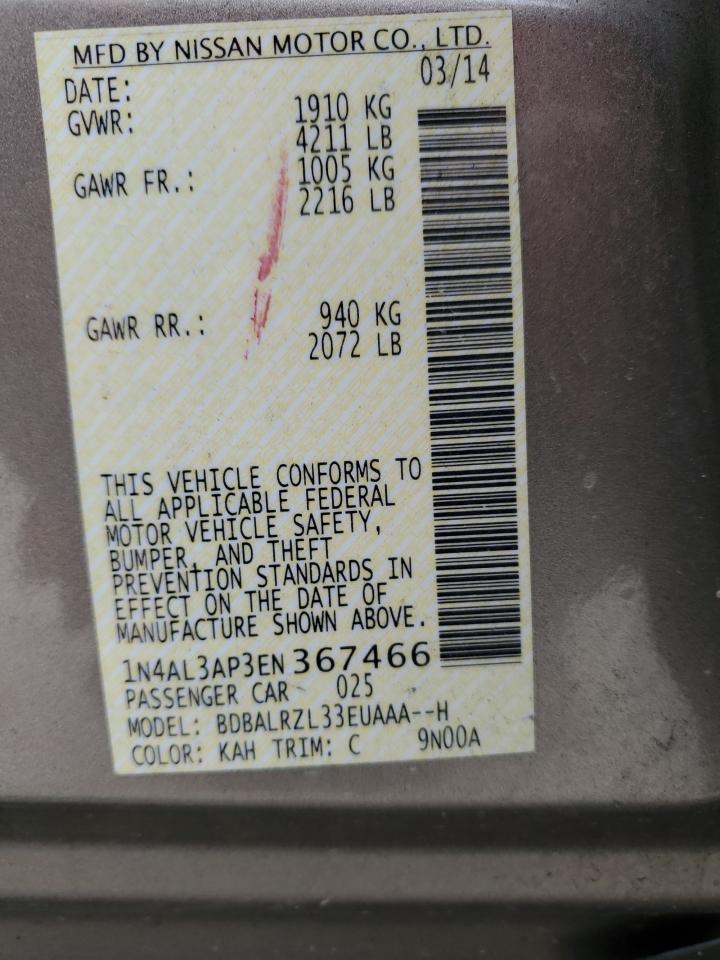 MFD BY NISSAN MOTOR CO., LTD.
DATE: 03/14
GVWR: 1910 KG
4211 LB
GAWR FR.: 1005 KG
2216 LB
GAWR RR.: 940 KG
2072 LB
THIS VEHICLE CONFORMS TO
ALL APPLICABLE FEDERAL
MOTOR VEHICLE SAFETY,
BUMPER, AND THEFT
PREVENTION STANDARDS IN
EFFECT ON THE DATE OF
MANUFACTURE SHOWN ABOVE.
1N4AL3AP3EN367466
PASSENGER CAR 025
MODEL: BDBALRZL33EUAAA--H
COLOR: KAH TRIM: C 9N00A